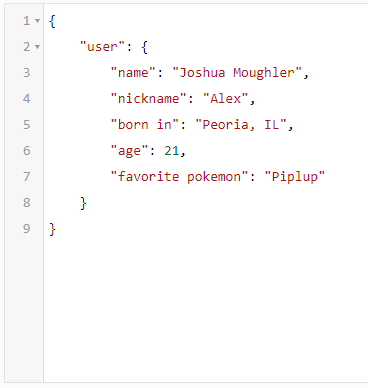 1 {
2 "user": {
3 "name": "Joshua Moughler",
4 "nickname": "Alex",
5 "born in": "Peoria, IL",
6 "age": 21,
7 "favorite pokemon": "Piplup"
8 }
9 }